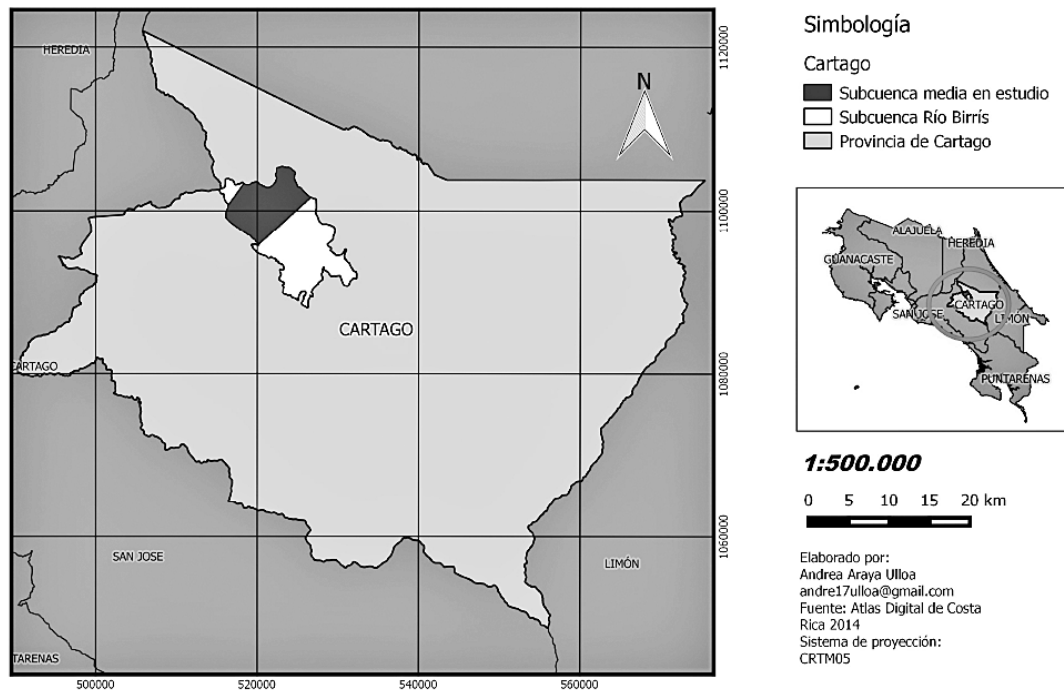 HEREDIA
CARTAGO
CARTAGO
SAN JOSE
LIMÓN
TARENAS
N
1120000
1100000
1080000
1060000
500000
520000
540000
560000
Simbología
Cartago
Subcuenca media en estudio
Subcuenca Río Birrís
Provincia de Cartago
ALAJUELA
HEREDIA
GUANACASTE
CARTAGO
SAN JOSE
LIMÓN
PUNTARENAS
1:500.000
0 5 10 15 20 km
Elaborado por:
Andrea Araya Ulloa
andre17ulloa@gmail.com
Fuente: Atlas Digital de Costa
Rica 2014
Sistema de proyección:
CRTM05